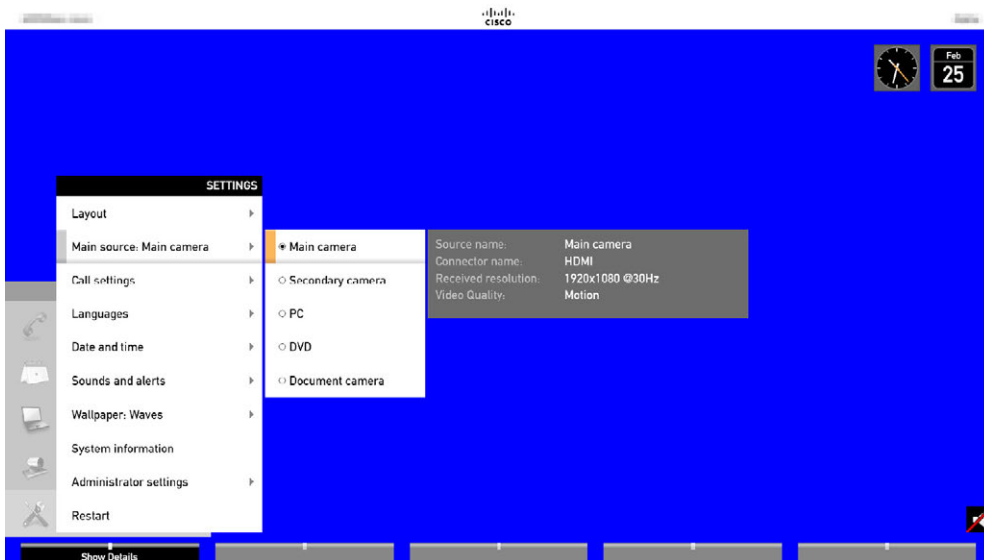 CISCO
Feb
25
SETTINGS
Layout
Main source: Main camera
Call settings
Languages
Date and time
Sounds and alerts
Wallpaper: Waves
System information
Administrator settings
Restart
Main camera
Secondary camera
PC
DVD
Document camera
Source name: Main camera
Connector name: HDMI
Received resolution: 1920x1080 @30Hz
Video Quality: Motion
Show Details